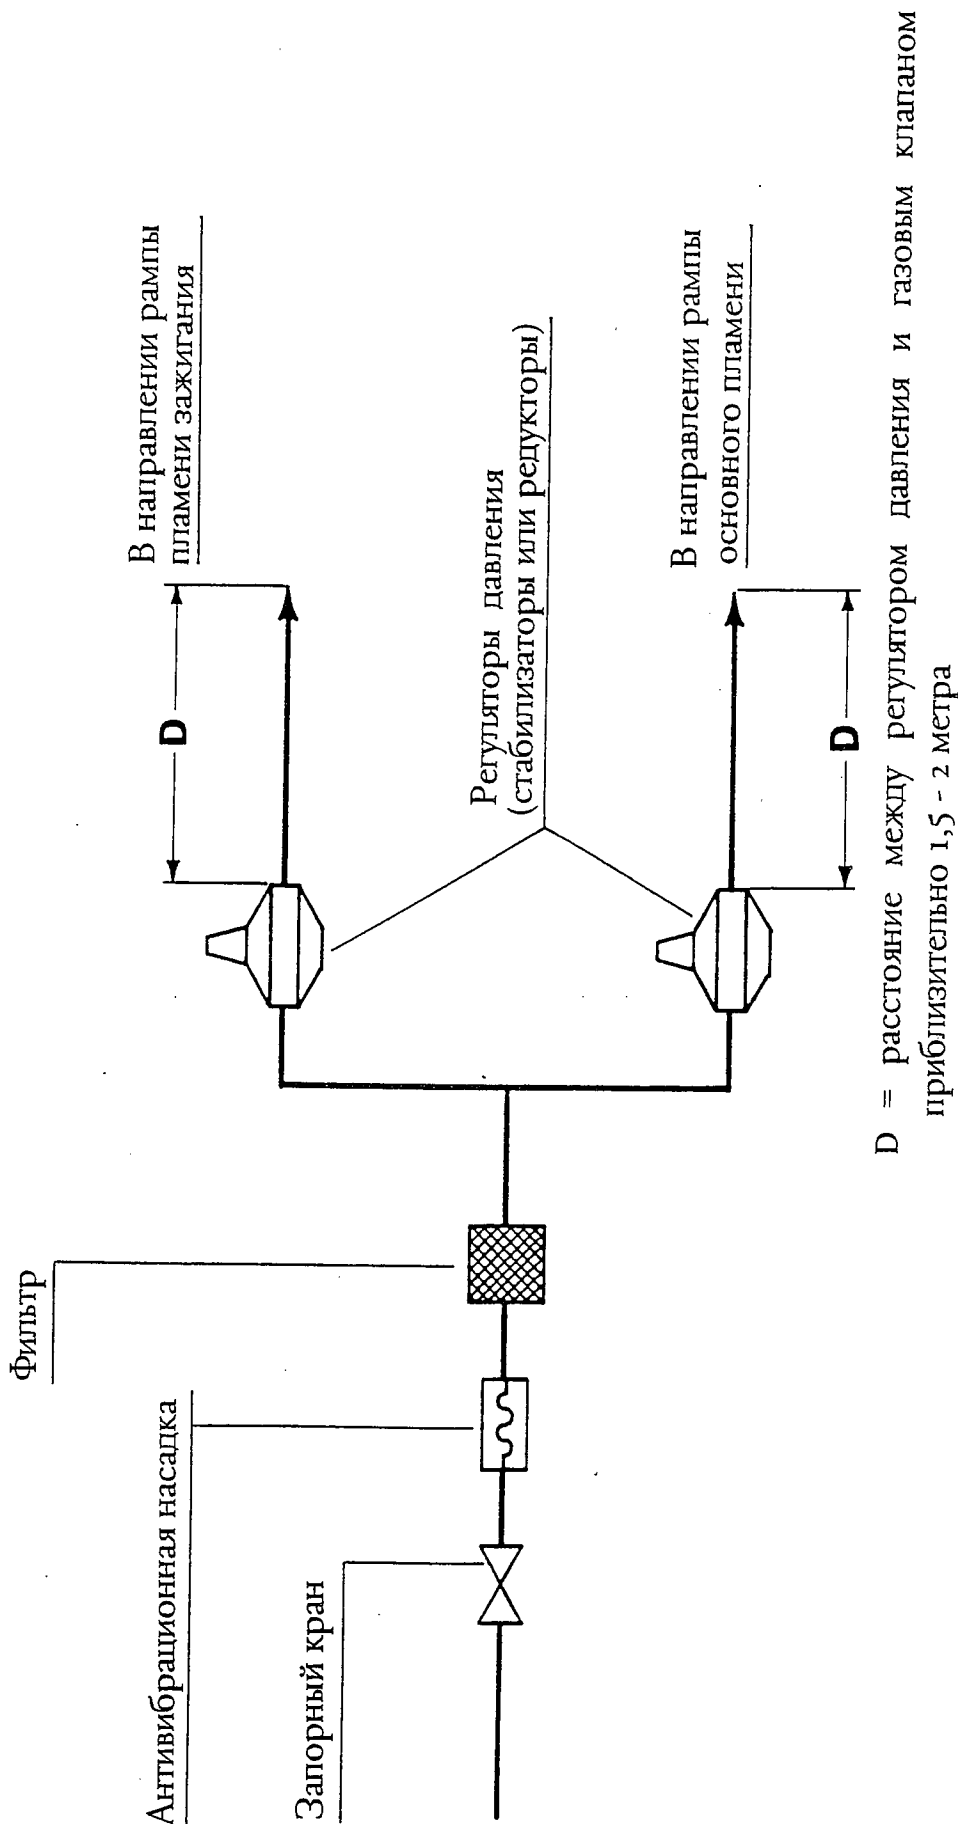 Фильтр
Антивибрационная насадка
Запорный кран
В направлении рампы
пламени зажигания
D
Регуляторы давления
(стабилизаторы или редукторы)
В направлении рампы
основного пламени
D
D = расстояние между регулятором давления и газовым клапаном
приблизительно 1,5 - 2 метра